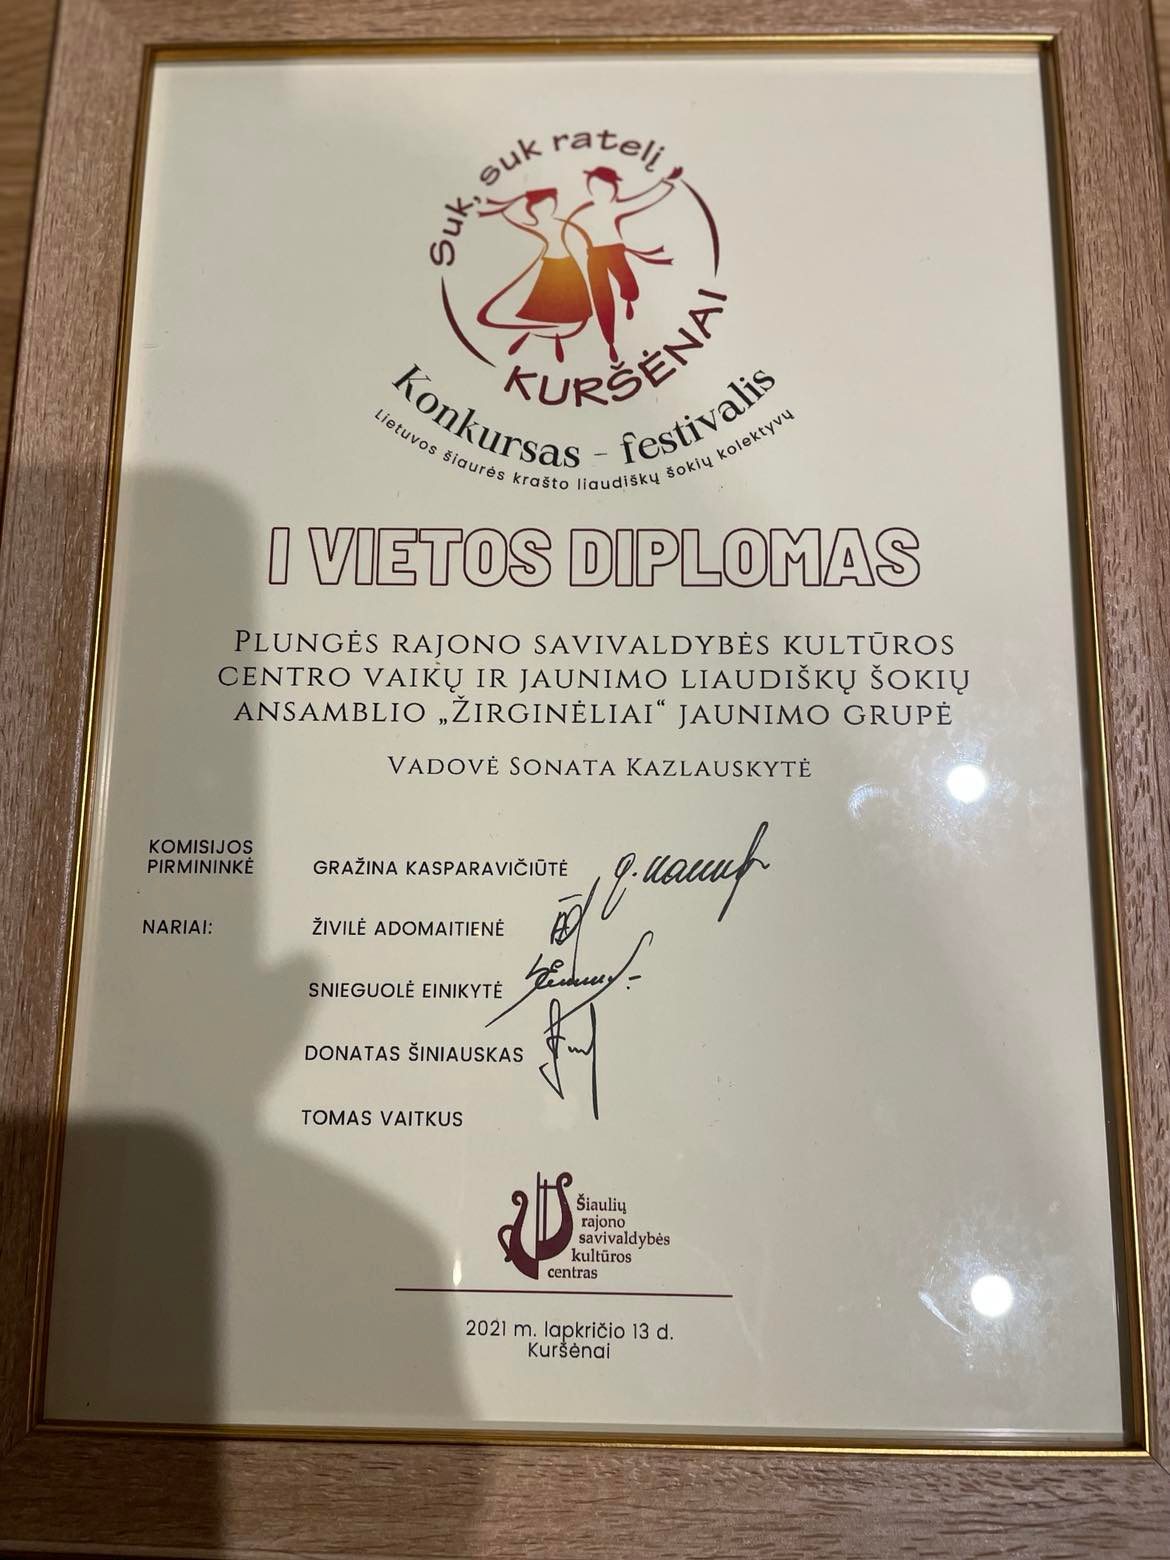 Suk, suk ratelį
KURŠĖNAI
Konkursas - festivalis
Lietuvos šiaurės krašto liaudiškų šokių kolektyvų
I VIETOS DIPLOMAS
PLUNGĖS RAJONO SAVIVALDYBĖS KULTŪROS
CENTRO VAIKŲ IR JAUNIMO LIAUDIŠKŲ ŠOKIŲ
ANSAMBLIO „ŽIRGINĖLIAI“ JAUNIMO GRUPĖ
VADOVĖ SONATA KAZLAUSKYTĖ
KOMISIJOS
PIRMININKĖ
GRAŽINA KASPARAVIČIŪTĖ
NARIAI:
ŽIVILĖ ADOMAITIENĖ
SNIEGUOLĖ EINIKYTĖ
DONATAS ŠINIAUSKAS
TOMAS VAITKUS
Šiaulių
rajono
savivaldybės
kultūros
centras
2021 m. lapkričio 13 d.
Kuršėnai